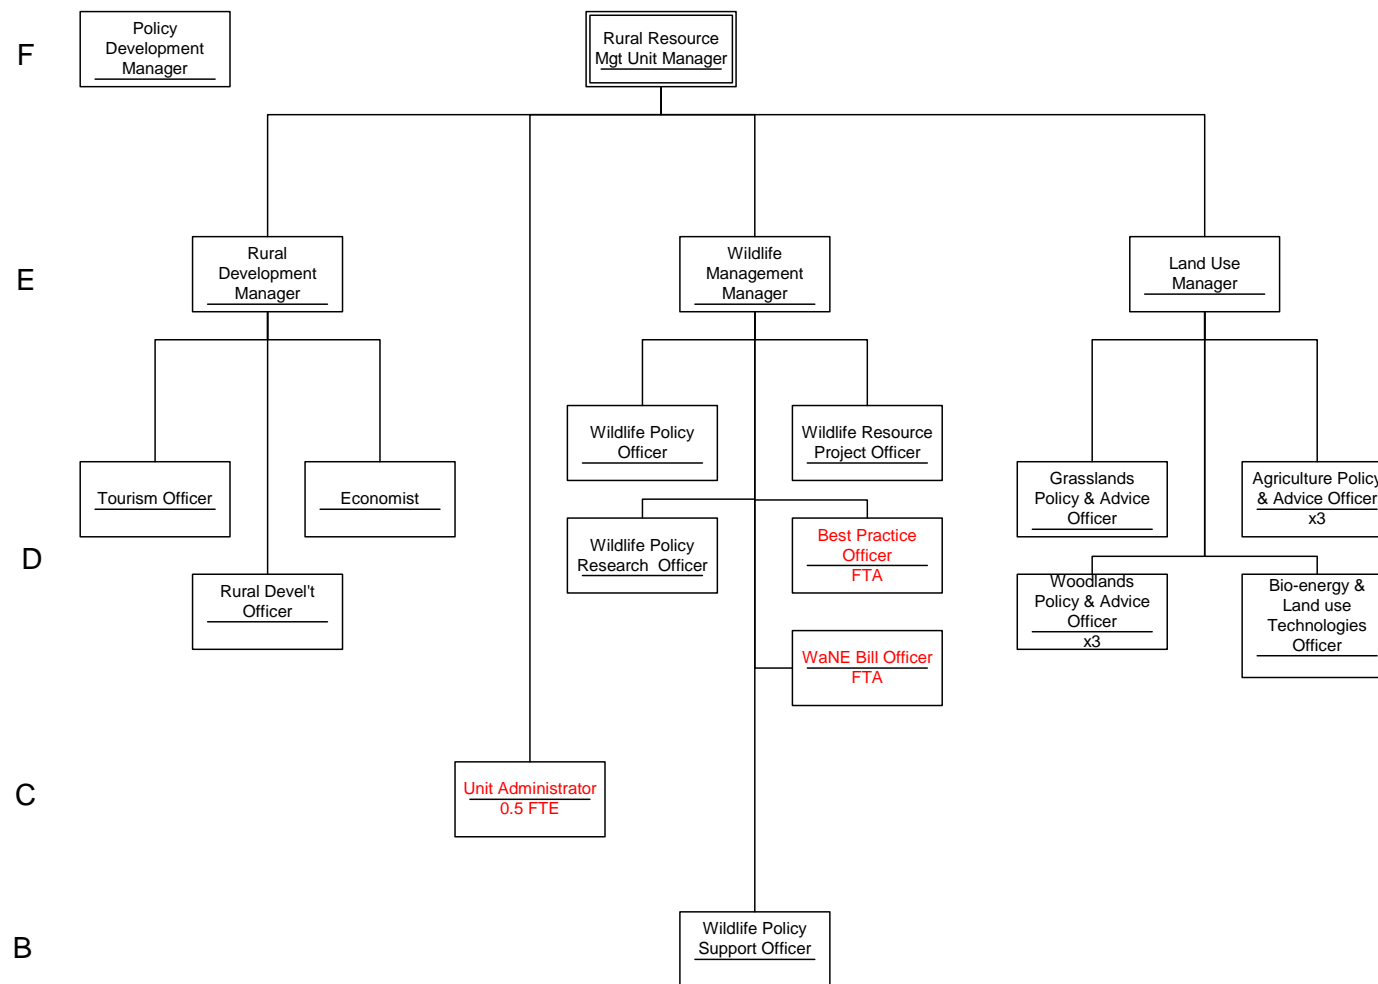 F
Policy
Development
Manager
Rural Resource
Mgt Unit Manager
E
Rural
Development
Manager
Wildlife
Management
Manager
Land Use
Manager
Wildlife Policy
Officer
Wildlife Resource
Project Officer
Tourism Officer
Economist
Grasslands
Policy & Advice
Officer
Agriculture Policy
& Advice Officer
x3
D
Wildlife Policy
Research Officer
Best Practice
Officer
FTA
Rural Devel't
Officer
Woodlands
Policy & Advice
Officer
x3
Bio-energy &
Land use
Technologies
Officer
WaNE Bill Officer
FTA
C
Unit Administrator
0.5 FTE
B
Wildlife Policy
Support Officer